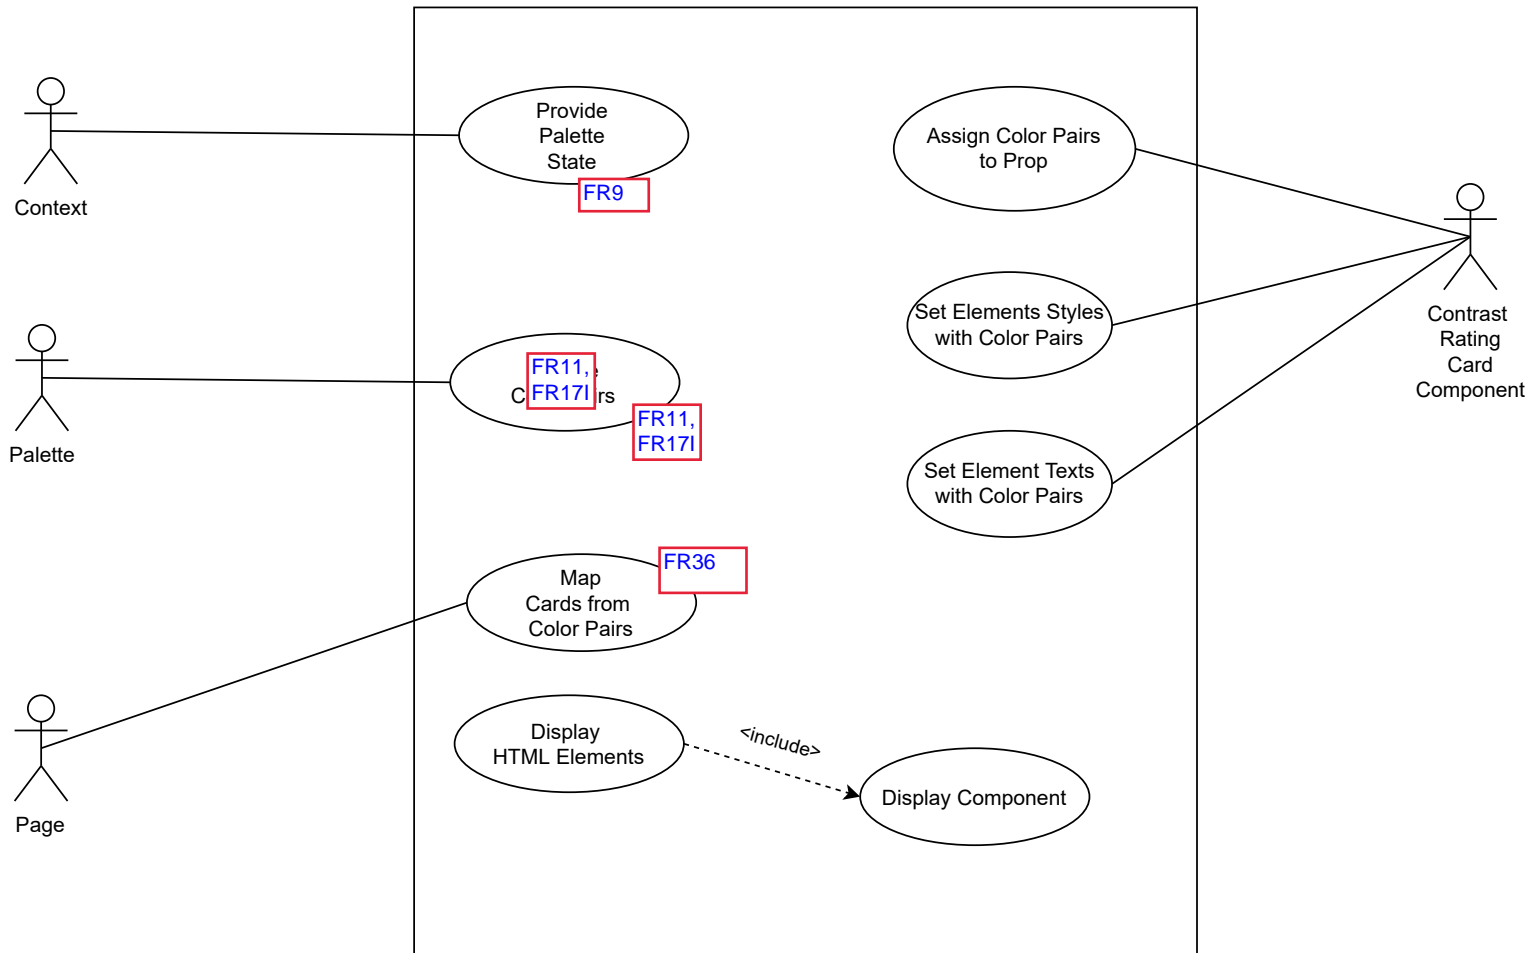 Provide
Palette
State
FR9
Context
Assign Color Pairs
to Prop
Set Elements Styles
with Color Pairs
Contrast
Rating
Card
Component
FR11,
FR17I
FR11,
FR17I
Palette
Set Element Texts
with Color Pairs
FR36
Map
Cards from
Color Pairs
Display
HTML Elements
<include>
Display Component
Page